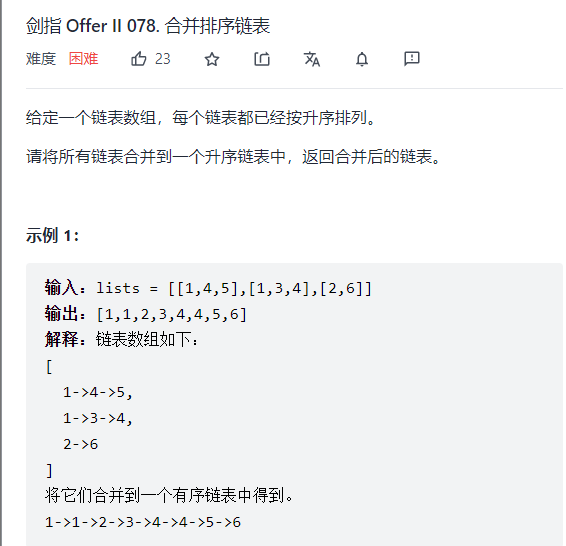 剑指 Offer II 078. 合并排序链表
难度 困难 23
给定一个链表数组，每个链表都已经按升序排列。
请将所有链表合并到一个升序链表中，返回合并后的链表。
示例 1：
输入：lists = [[1,4,5],[1,3,4],[2,6]]
输出：[1,1,2,3,4,4,5,6]
解释：链表数组如下：
[
1->4->5,
1->3->4,
2->6
]
将它们合并到一个有序链表中得到。
1->1->2->3->4->4->5->6